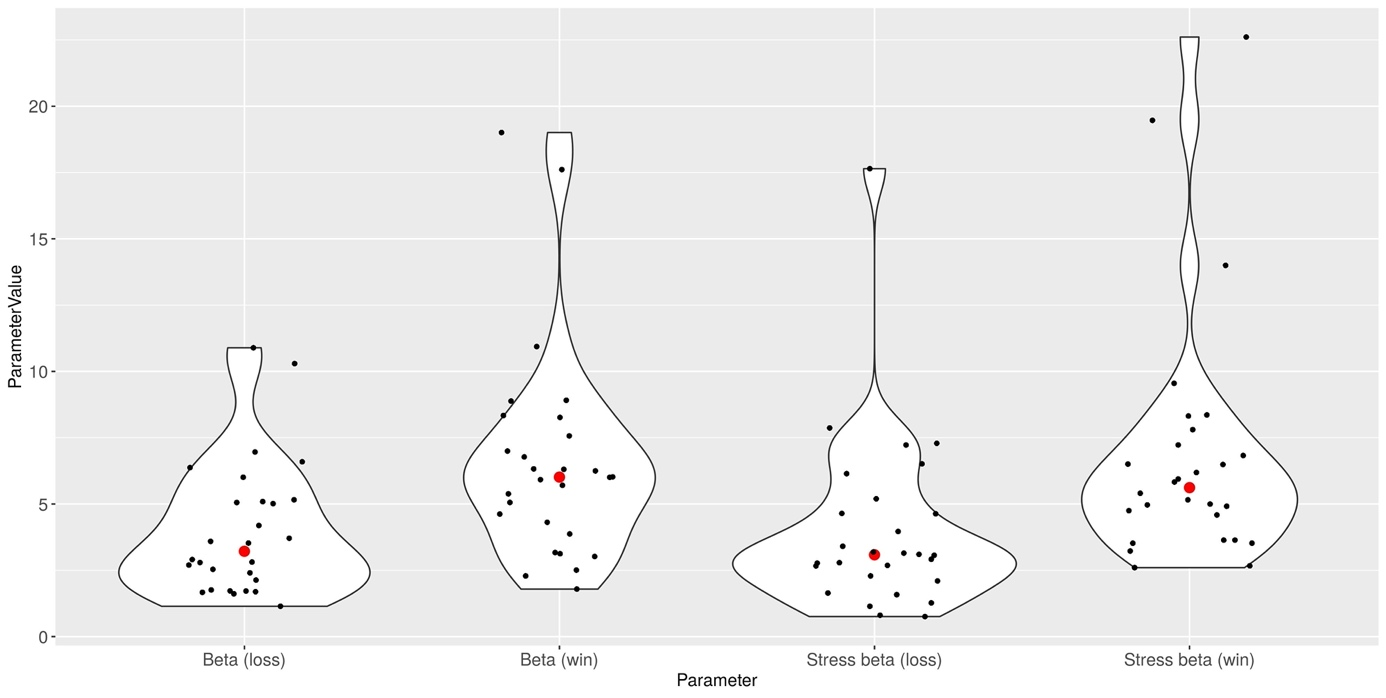 ParameterValue
20
15
10
5
0
Beta (loss)
Beta (win)
Stress beta (loss)
Stress beta (win)
Parameter